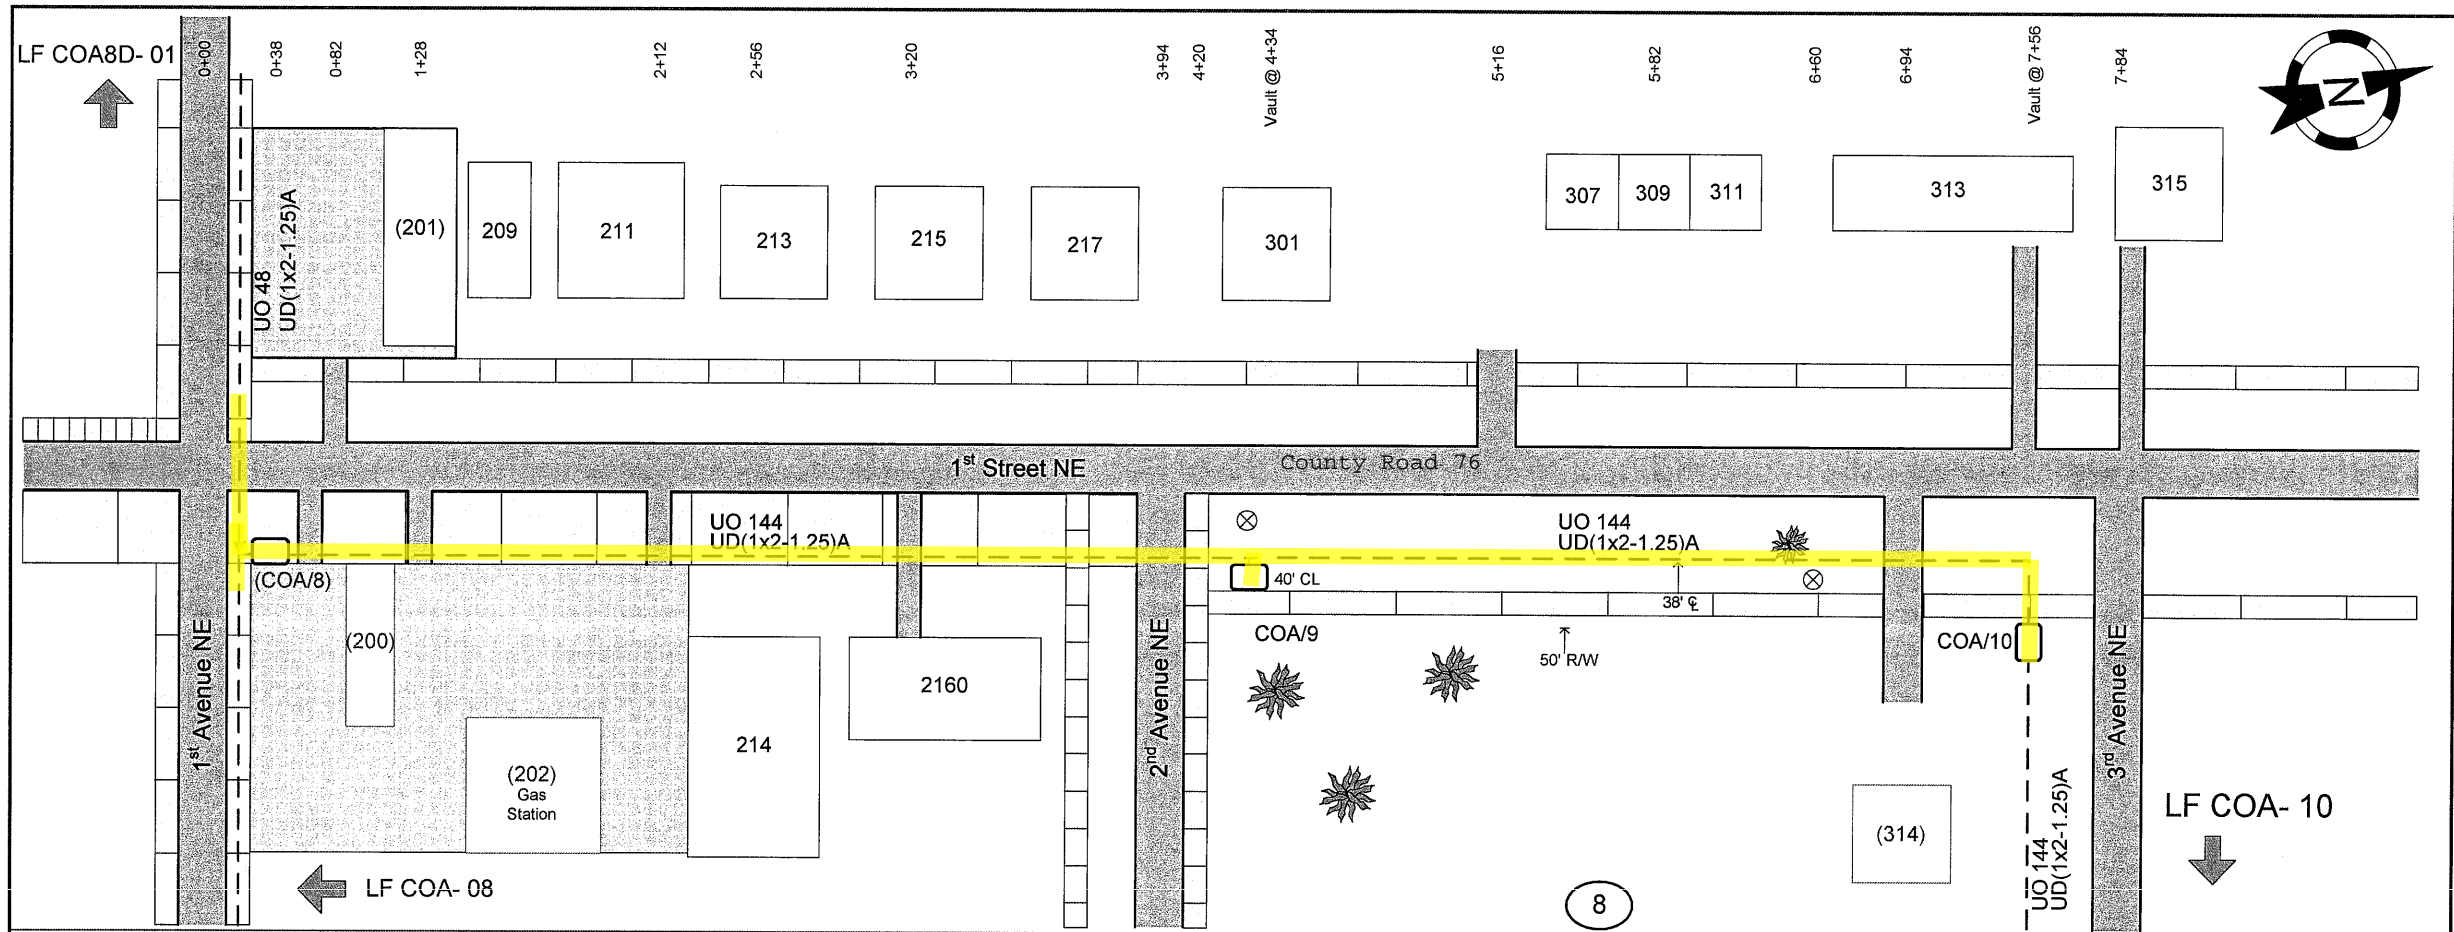 LF COA8D- 01
0+00
0+38
0+82
1+28
2+12
2+56
3+20
3+94
4+20
Vault @ 4+34
5+16
5+82
6+60
6+94
Vault @ 7+56
7+84
N
UO 48
UD(1x2-1.25)A
(201)
209
211
213
215
217
301
307
309
311
313
315
1st Street NE
County Road 76
UO 144
UD(1x2-1.25)A
UO 144
UD(1x2-1.25)A
(COA/8)
40' CL
38' ℄
COA/9
50' R/W
COA/10
1st Avenue NE
(200)
(202)
Gas
Station
214
2160
2nd Avenue NE
(314)
UO 144
UD(1x2-1.25)A
3rd Avenue NE
LF COA- 10
LF COA- 08
8